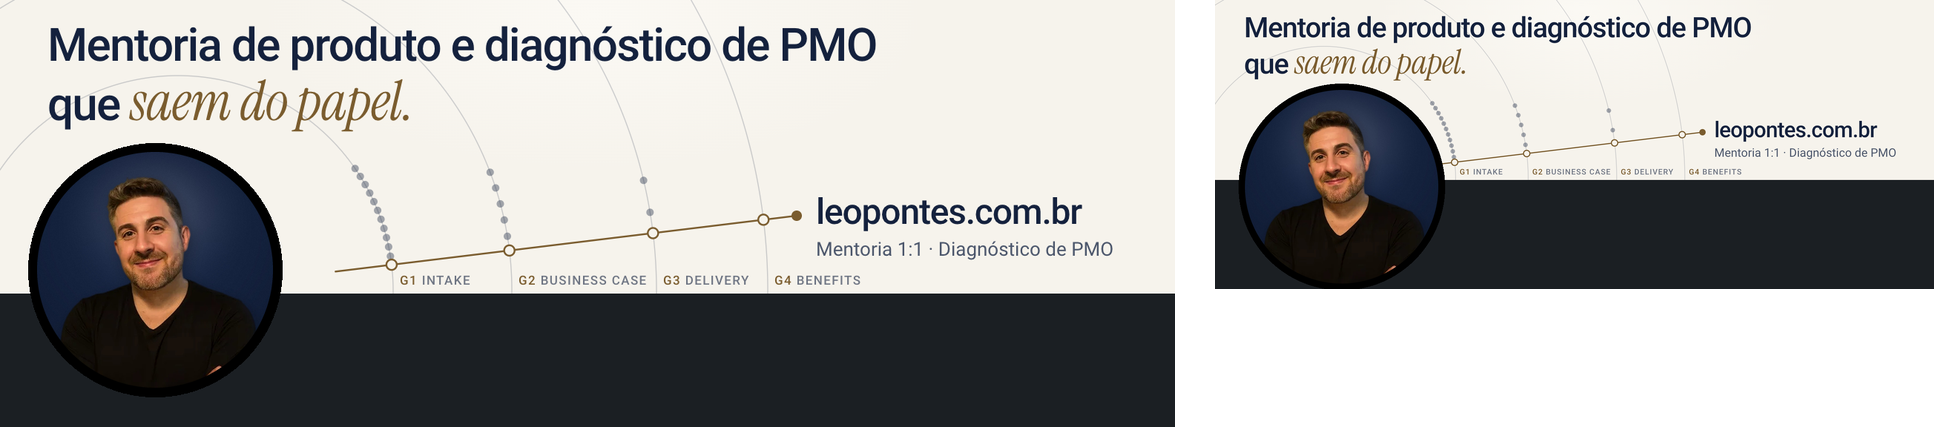 Mentoria de produto e diagnóstico de PMO
que saem do papel.
leopontes.com.br
Mentoria 1:1 · Diagnóstico de PMO
G1 INTAKE
G2 BUSINESS CASE
G3 DELIVERY
G4 BENEFITS
Mentoria de produto e diagnóstico de PMO
que saem do papel.
leopontes.com.br
Mentoria 1:1 · Diagnóstico de PMO
G1 INTAKE
G2 BUSINESS CASE
G3 DELIVERY
G4 BENEFITS